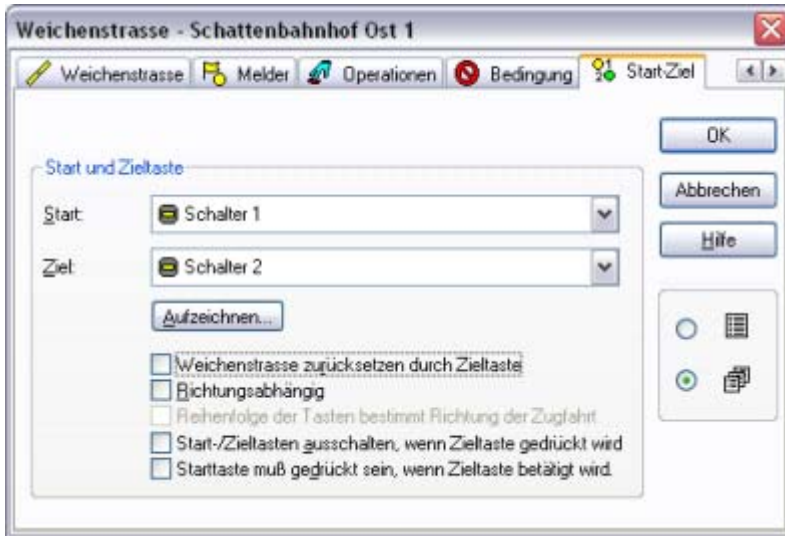 Weichenstrasse - Schattenbahnhof Ost 1
Weichenstrasse Melder Operationen Bedingung Start-Ziel
OK
Start und Zieltaste
Abbrechen
Start: Schalter 1
Hilfe
Ziel: Schalter 2
Aufzeichnen...
Weichenstrasse zurücksetzen durch Zieltaste
Richtungsabhängig
Reihenfolge der Tasten bestimmt Richtung der Zugfahrt
Start-/Zieltasten ausschalten, wenn Zieltaste gedrückt wird
Starttaste muß gedrückt sein, wenn Zieltaste betätigt wird.